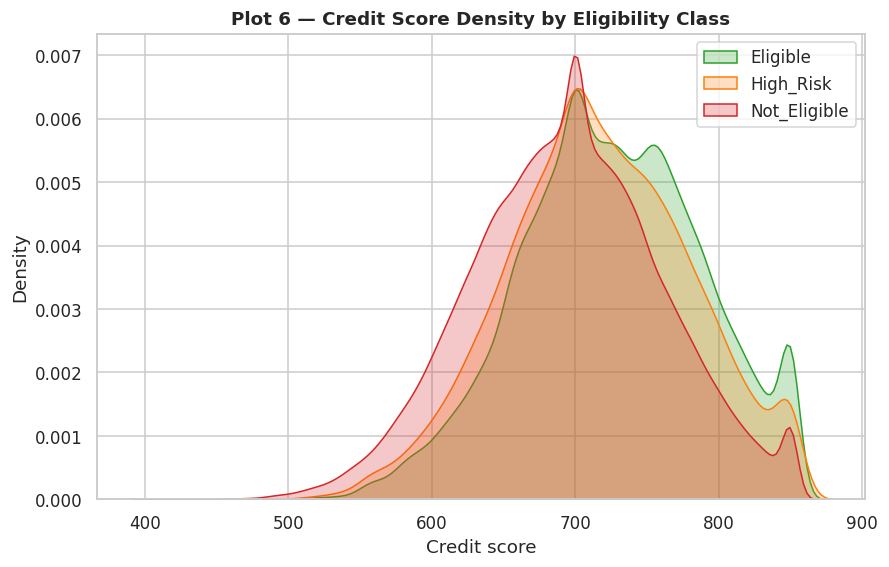 Plot 6 — Credit Score Density by Eligibility Class
Eligible
High_Risk
Not_Eligible
Density
0.007
0.006
0.005
0.004
0.003
0.002
0.001
0.000
400 500 600 700 800 900
Credit score